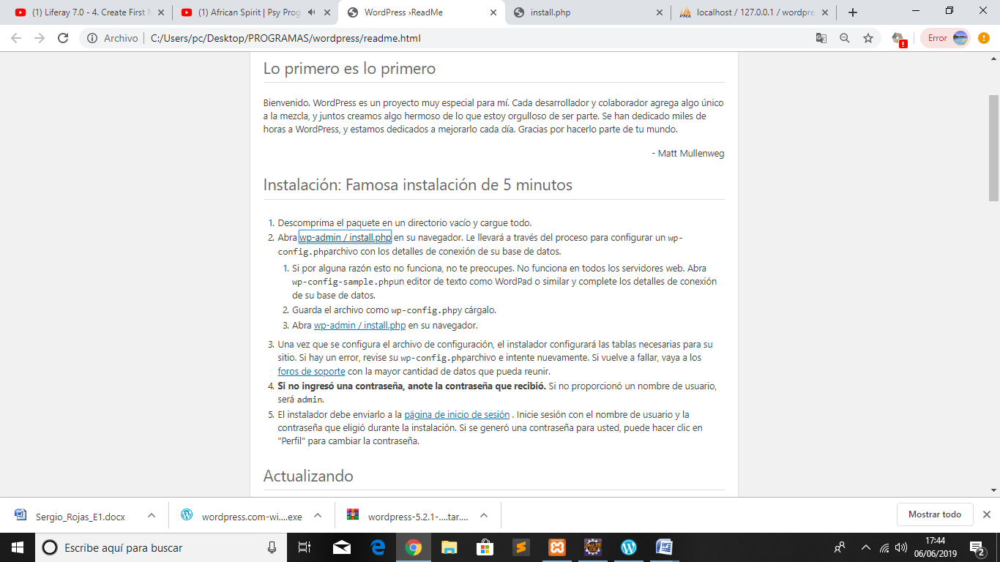 (1) Liferay 7.0 - 4. Create First M
(1) African Spirit | Psy Prog
WordPress ›ReadMe
install.php
localhost / 127.0.0.1 / wordpre
Archivo
C:/Users/pc/Desktop/PROGRAMAS/wordpress/readme.html
Error
Lo primero es lo primero
Bienvenido. WordPress es un proyecto muy especial para mí. Cada desarrollador y colaborador agrega algo único
a la mezcla, y juntos creamos algo hermoso de lo que estoy orgulloso de ser parte. Se han dedicado miles de
horas a WordPress, y estamos dedicados a mejorarlo cada día. Gracias por hacerlo parte de tu mundo.
- Matt Mullenweg
Instalación: Famosa instalación de 5 minutos
1. Descomprima el paquete en un directorio vacío y cargue todo.
2. Abra wp-admin / install.php en su navegador. Le llevará a través del proceso para configurar un wp-
config.phparchivo con los detalles de conexión de su base de datos.
1. Si por alguna razón esto no funciona, no te preocupes. No funciona en todos los servidores web. Abra
wp-config-sample.phpun editor de texto como WordPad o similar y complete los detalles de conexión
de su base de datos.
2. Guarda el archivo como wp-config.phpy cárgalo.
3. Abra wp-admin / install.php en su navegador.
3. Una vez que se configura el archivo de configuración, el instalador configurará las tablas necesarias para su
sitio. Si hay un error, revise su wp-config.phparchivo e intente nuevamente. Si vuelve a fallar, vaya a los
foros de soporte con la mayor cantidad de datos que pueda reunir.
4. Si no ingresó una contraseña, anote la contraseña que recibió. Si no proporcionó un nombre de usuario,
será admin.
5. El instalador debe enviarlo a la página de inicio de sesión . Inicie sesión con el nombre de usuario y la
contraseña que eligió durante la instalación. Si se generó una contraseña para usted, puede hacer clic en
"Perfil" para cambiar la contraseña.
Actualizando
Sergio_Rojas_E1.docx
wordpress.com-wi....exe
wordpress-5.2.1-....tar....
Mostrar todo
Escribe aquí para buscar
17:44
06/06/2019
2